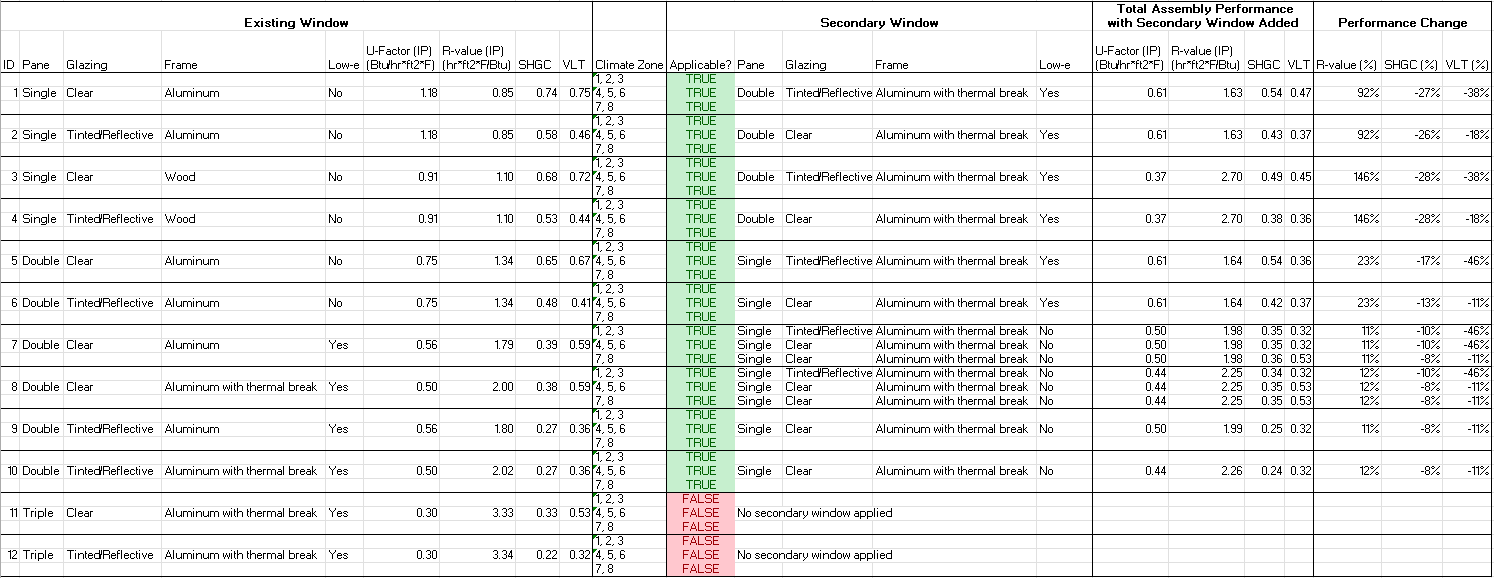 Existing Window Secondary Window Total Assembly Performance with Secondary Window Added Performance Change
ID Pane Glazing Frame Low-e U-Factor (IP) (Btu/hr*ft2*F) R-value (IP) (hr*ft2*F/Btu) SHGC VLT Climate Zone Applicable? Pane Glazing Frame Low-e U-Factor (IP) (Btu/hr*ft2*F) R-value (IP) (hr*ft2*F/Btu) SHGC VLT R-value (%) SHGC (%) VLT (%)
1, 2, 3 TRUE
1 Single Clear Aluminum No 1.18 0.85 0.74 0.75 4, 5, 6 TRUE Double Tinted/Reflective Aluminum with thermal break Yes 0.61 1.63 0.54 0.47 92% -27% -38%
7, 8 TRUE
1, 2, 3 TRUE
2 Single Tinted/Reflective Aluminum No 1.18 0.85 0.58 0.46 4, 5, 6 TRUE Double Clear Aluminum with thermal break Yes 0.61 1.63 0.43 0.37 92% -26% -18%
7, 8 TRUE
1, 2, 3 TRUE
3 Single Clear Wood No 0.91 1.10 0.68 0.72 4, 5, 6 TRUE Double Tinted/Reflective Aluminum with thermal break Yes 0.37 2.70 0.49 0.45 146% -28% -38%
7, 8 TRUE
1, 2, 3 TRUE
4 Single Tinted/Reflective Wood No 0.91 1.10 0.53 0.44 4, 5, 6 TRUE Double Clear Aluminum with thermal break Yes 0.37 2.70 0.38 0.36 146% -28% -18%
7, 8 TRUE
1, 2, 3 TRUE
5 Double Clear Aluminum No 0.75 1.34 0.65 0.67 4, 5, 6 TRUE Single Tinted/Reflective Aluminum with thermal break Yes 0.61 1.64 0.54 0.36 23% -17% -46%
7, 8 TRUE
1, 2, 3 TRUE
6 Double Tinted/Reflective Aluminum No 0.75 1.34 0.48 0.41 4, 5, 6 TRUE Single Clear Aluminum with thermal break Yes 0.61 1.64 0.42 0.37 23% -13% -11%
7, 8 TRUE
1, 2, 3 TRUE Single Tinted/Reflective Aluminum with thermal break No 0.50 1.98 0.35 0.32 11% -10% -46%
7 Double Clear Aluminum Yes 0.56 1.79 0.39 0.59 4, 5, 6 TRUE Single Clear Aluminum with thermal break No 0.50 1.98 0.35 0.32 11% -10% -46%
7, 8 TRUE Single Clear Aluminum with thermal break No 0.50 1.98 0.36 0.53 11% -8% -11%
1, 2, 3 TRUE Single Tinted/Reflective Aluminum with thermal break No 0.44 2.25 0.34 0.32 12% -10% -46%
8 Double Clear Aluminum with thermal break Yes 0.50 2.00 0.38 0.59 4, 5, 6 TRUE Single Clear Aluminum with thermal break No 0.44 2.25 0.35 0.53 12% -8% -11%
7, 8 TRUE Single Clear Aluminum with thermal break No 0.44 2.25 0.35 0.53 12% -8% -11%
1, 2, 3 TRUE
9 Double Tinted/Reflective Aluminum Yes 0.56 1.80 0.27 0.36 4, 5, 6 TRUE Single Clear Aluminum with thermal break No 0.50 1.99 0.25 0.32 11% -8% -11%
7, 8 TRUE
1, 2, 3 TRUE
10 Double Tinted/Reflective Aluminum with thermal break Yes 0.50 2.02 0.27 0.36 4, 5, 6 TRUE Single Clear Aluminum with thermal break No 0.44 2.26 0.24 0.32 12% -8% -11%
7, 8 TRUE
1, 2, 3 FALSE
11 Triple Clear Aluminum with thermal break Yes 0.30 3.33 0.33 0.53 4, 5, 6 FALSE No secondary window applied
7, 8 FALSE
1, 2, 3 FALSE
12 Triple Tinted/Reflective Aluminum with thermal break Yes 0.30 3.34 0.22 0.32 4, 5, 6 FALSE No secondary window applied
7, 8 FALSE